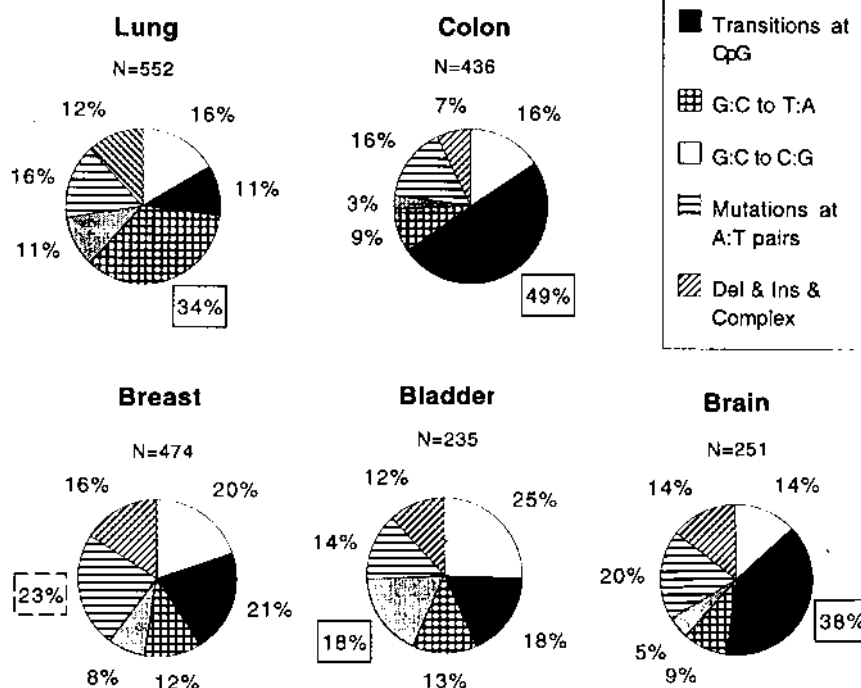 Lung
N=552
12%
16%
16%
11%
11%
34%
Colon
N=436
7%
16%
16%
3%
9%
49%
Transitions at
CpG
G:C to T:A
G:C to C:G
Mutations at
A:T pairs
Del & Ins &
Complex
Breast
N=474
16%
20%
23%
21%
8%
12%
Bladder
N=235
12%
25%
14%
18%
18%
13%
Brain
N=251
14%
14%
20%
38%
5%
9%